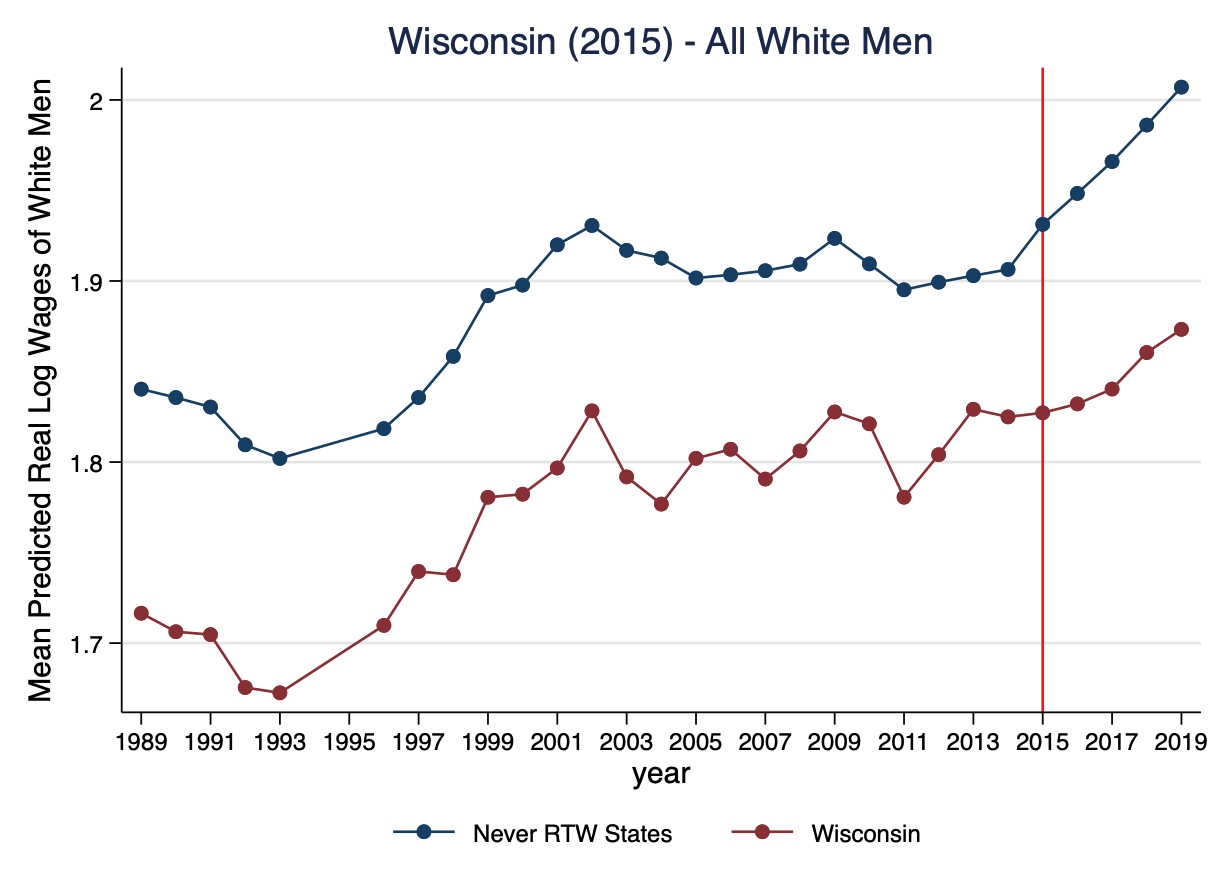 Wisconsin (2015) - All White Men
Mean Predicted Real Log Wages of White Men
2
1.9
1.8
1.7
1989 1991 1993 1995 1997 1999 2001 2003 2005 2007 2009 2011 2013 2015 2017 2019
year
Never RTW States Wisconsin